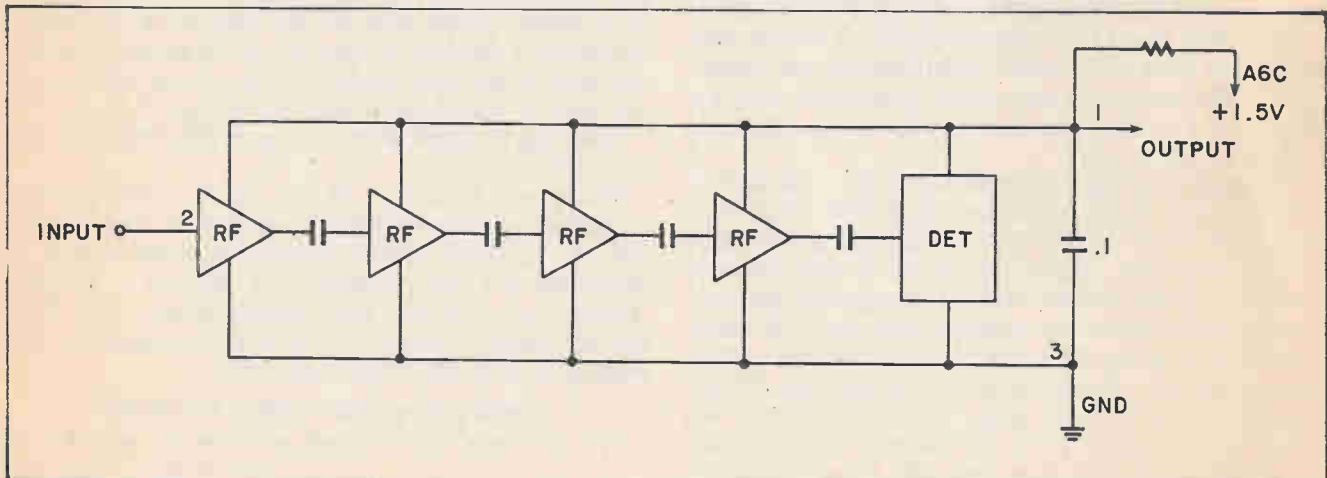 A6C
+1.5V
1
OUTPUT
INPUT
2
RF
RF
RF
RF
DET
.1
3
GND